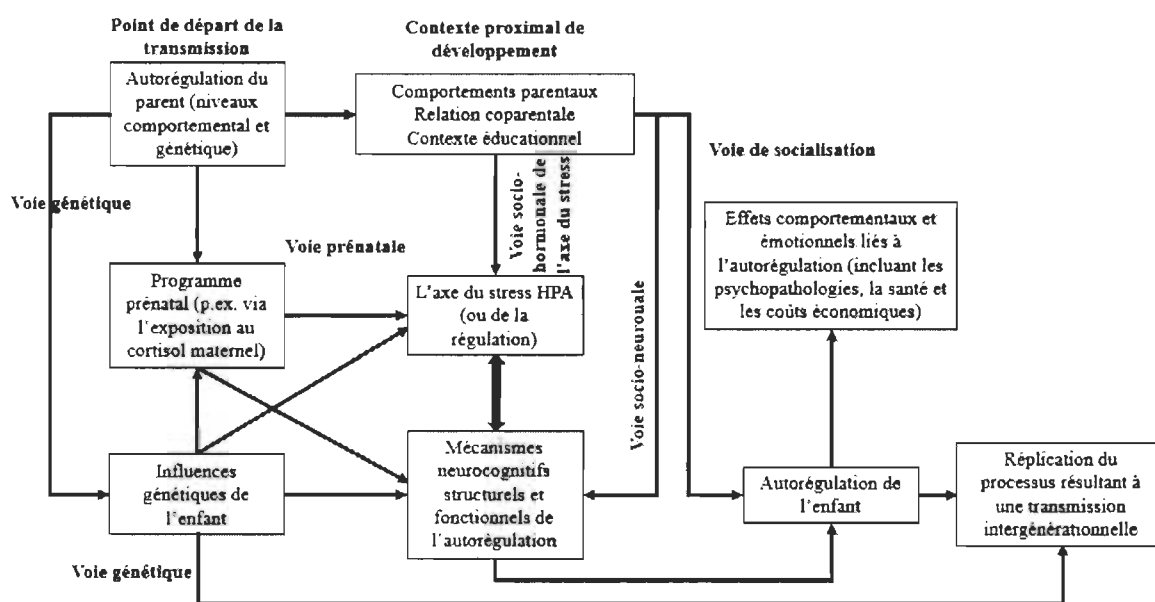 Point de départ de la
transmission
Contexte proximal de
développement
Autorégulation du
parent (niveaux
comportemental et
génétique)
Comportements parentaux
Relation coparentale
Contexte éducationnel
Voie de socialisation
Voie génétique
Voie socio-
hormonale de
l'axe du stress
Effets comportementaux et
émotionnels liés à
l'autorégulation (incluant les
psychopathologies, la santé et
les coûts économiques)
Voie prénatale
Programme
prénatal (p.ex. via
l'exposition au
cortisol maternel)
L'axe du stress HPA
(ou de la
régulation)
Voie socio-neurouale
Influences
génétiques de
l'enfant
Mécanismes
neurocognitifs
structurels et
fonctionnels de
l'autorégulation
Autorégulation de
l'enfant
Réplication du
processus résultant à
une transmission
intergénérationnelle
Voie génétique